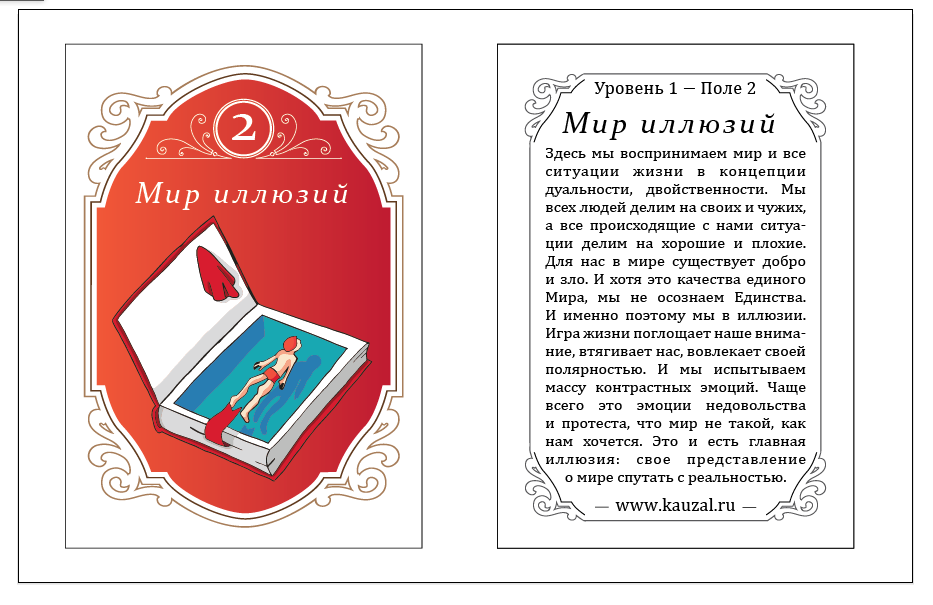 2
Мир иллюзий
Уровень 1 — Поле 2
Мир иллюзий
Здесь мы воспринимаем мир и все
ситуации жизни в концепции
дуальности, двойственности. Мы
всех людей делим на своих и чужих,
а все происходящие с нами ситуа-
ции делим на хорошие и плохие.
Для нас в мире существует добро
и зло. И хотя это качества единого
Мира, мы не осознаем Единства.
И именно поэтому мы в иллюзии.
Игра жизни поглощает наше внима-
ние, втягивает нас, вовлекает своей
полярностью. И мы испытываем
массу контрастных эмоций. Чаще
всего это эмоции недовольства
и протеста, что мир не такой, как
нам хочется. Это и есть главная
иллюзия: свое представление
о мире спутать с реальностью.
— www.kauzal.ru —